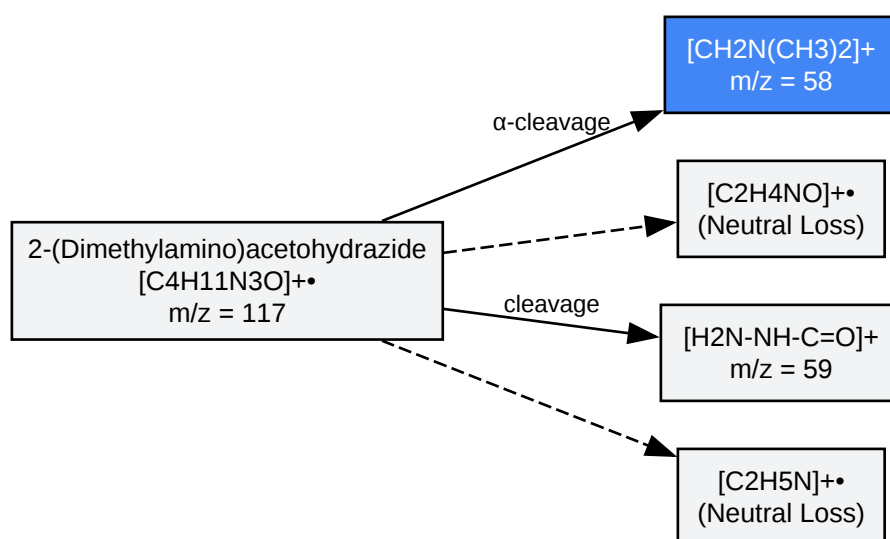 [CH2N(CH3)2]+
m/z = 58
α-cleavage
[C2H4NO]+•
(Neutral Loss)
2-(Dimethylamino)acetohydrazide
[C4H11N3O]+•
m/z = 117
cleavage
[H2N-NH-C=O]+
m/z = 59
[C2H5N]+•
(Neutral Loss)